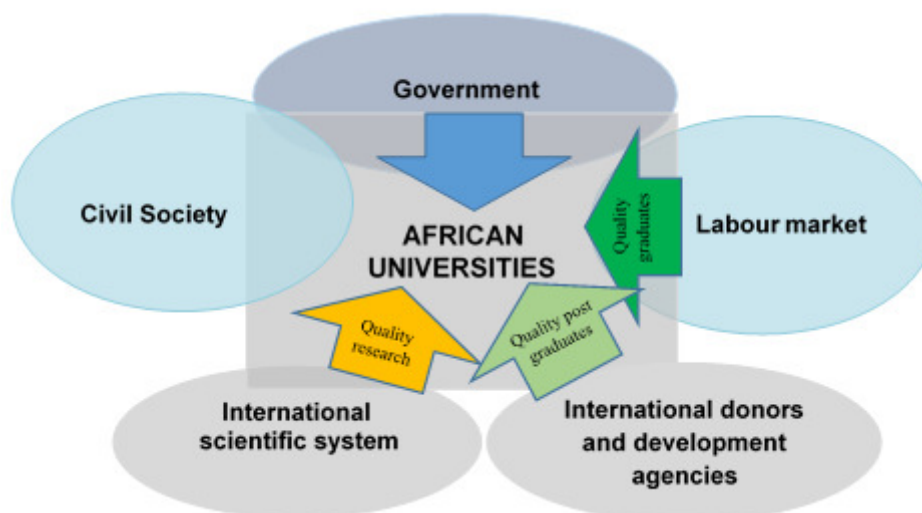 Government
Civil Society
AFRICAN
UNIVERSITIES
Quality
graduates
Labour market
Quality
research
Quality post
graduates
International
scientific system
International donors
and development
agencies